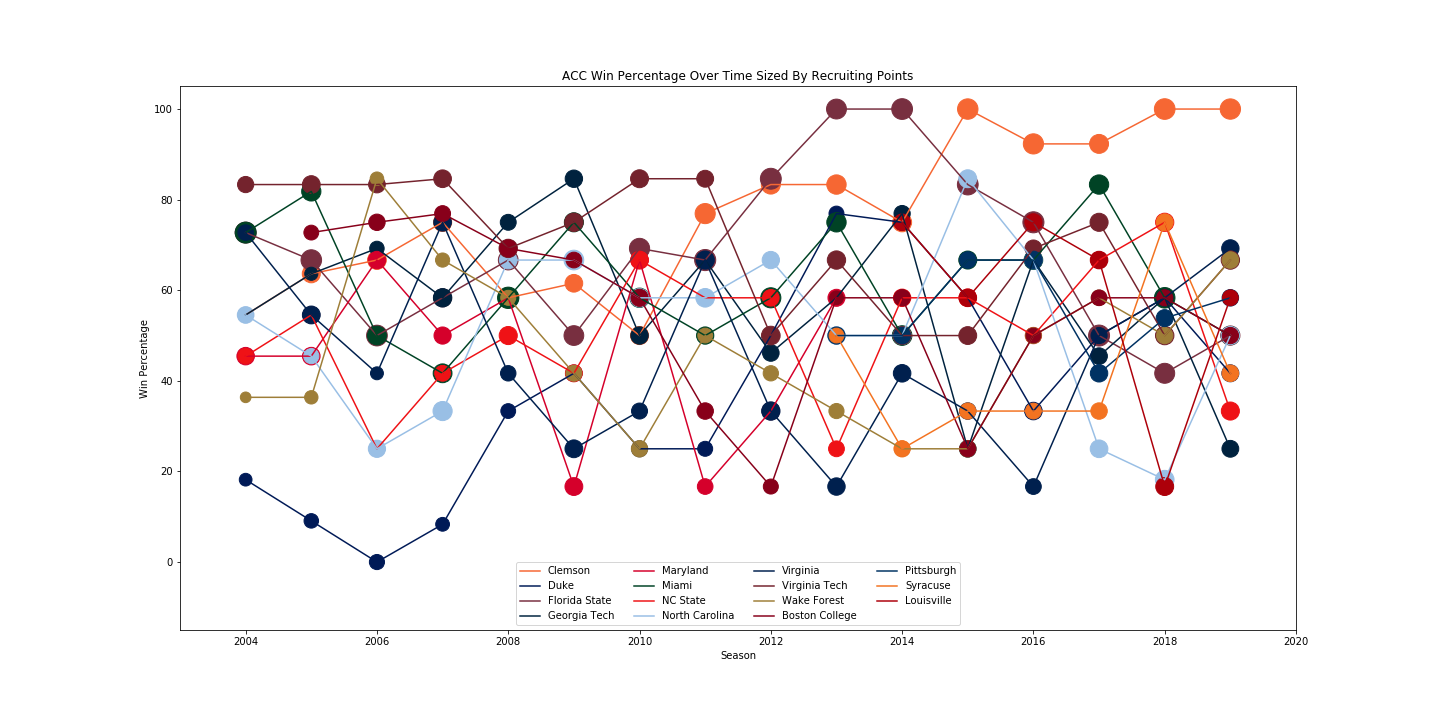 ACC Win Percentage Over Time Sized By Recruiting Points
100
80
60
40
20
0
Win Percentage
Clemson
Duke
Florida State
Georgia Tech
Maryland
Miami
NC State
North Carolina
Virginia
Virginia Tech
Wake Forest
Boston College
Pittsburgh
Syracuse
Louisville
2004 2006 2008 2010 2012 2014 2016 2018 2020
Season